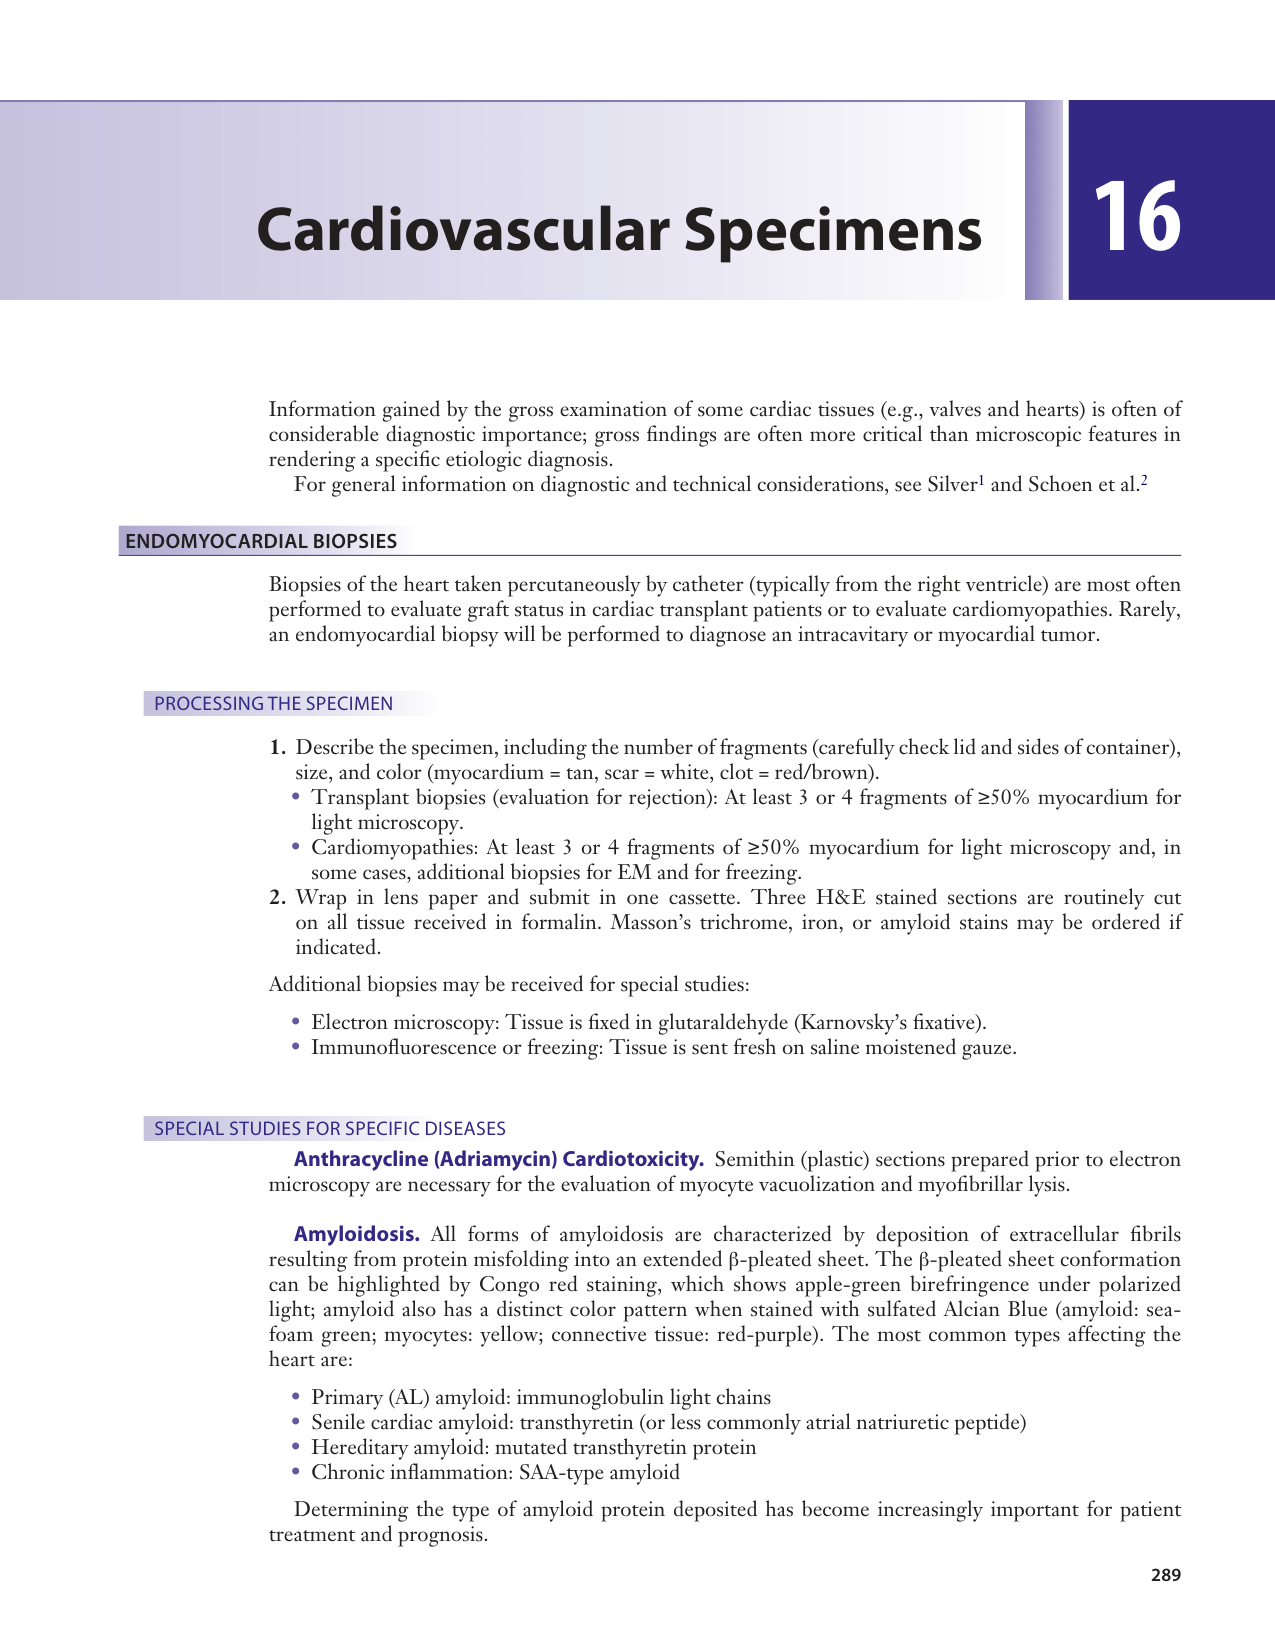 Cardiovascular Specimens
16
Information gained by the gross examination of some cardiac tissues (e.g., valves and hearts) is often of
considerable diagnostic importance; gross findings are often more critical than microscopic features in
rendering a specific etiologic diagnosis.
For general information on diagnostic and technical considerations, see Silver1 and Schoen et al.2
ENDOMYOCARDIAL BIOPSIES
Biopsies of the heart taken percutaneously by catheter (typically from the right ventricle) are most often
performed to evaluate graft status in cardiac transplant patients or to evaluate cardiomyopathies. Rarely,
an endomyocardial biopsy will be performed to diagnose an intracavitary or myocardial tumor.
PROCESSING THE SPECIMEN
1. Describe the specimen, including the number of fragments (carefully check lid and sides of container),
size, and color (myocardium = tan, scar = white, clot = red/brown).
• Transplant biopsies (evaluation for rejection): At least 3 or 4 fragments of ≥50% myocardium for
light microscopy.
• Cardiomyopathies: At least 3 or 4 fragments of ≥50% myocardium for light microscopy and, in
some cases, additional biopsies for EM and for freezing.
2. Wrap in lens paper and submit in one cassette. Three H&E stained sections are routinely cut
on all tissue received in formalin. Masson's trichrome, iron, or amyloid stains may be ordered if
indicated.
Additional biopsies may be received for special studies:
• Electron microscopy: Tissue is fixed in glutaraldehyde (Karnovsky's fixative).
• Immunofluorescence or freezing: Tissue is sent fresh on saline moistened gauze.
SPECIAL STUDIES FOR SPECIFIC DISEASES
Anthracycline (Adriamycin) Cardiotoxicity. Semithin (plastic) sections prepared prior to electron
microscopy are necessary for the evaluation of myocyte vacuolization and myofibrillar lysis.
Amyloidosis. All forms of amyloidosis are characterized by deposition of extracellular fibrils
resulting from protein misfolding into an extended β-pleated sheet. The β-pleated sheet conformation
can be highlighted by Congo red staining, which shows apple-green birefringence under polarized
light; amyloid also has a distinct color pattern when stained with sulfated Alcian Blue (amyloid: sea-
foam green; myocytes: yellow; connective tissue: red-purple). The most common types affecting the
heart are:
• Primary (AL) amyloid: immunoglobulin light chains
• Senile cardiac amyloid: transthyretin (or less commonly atrial natriuretic peptide)
• Hereditary amyloid: mutated transthyretin protein
• Chronic inflammation: SAA-type amyloid
Determining the type of amyloid protein deposited has become increasingly important for patient
treatment and prognosis.
289